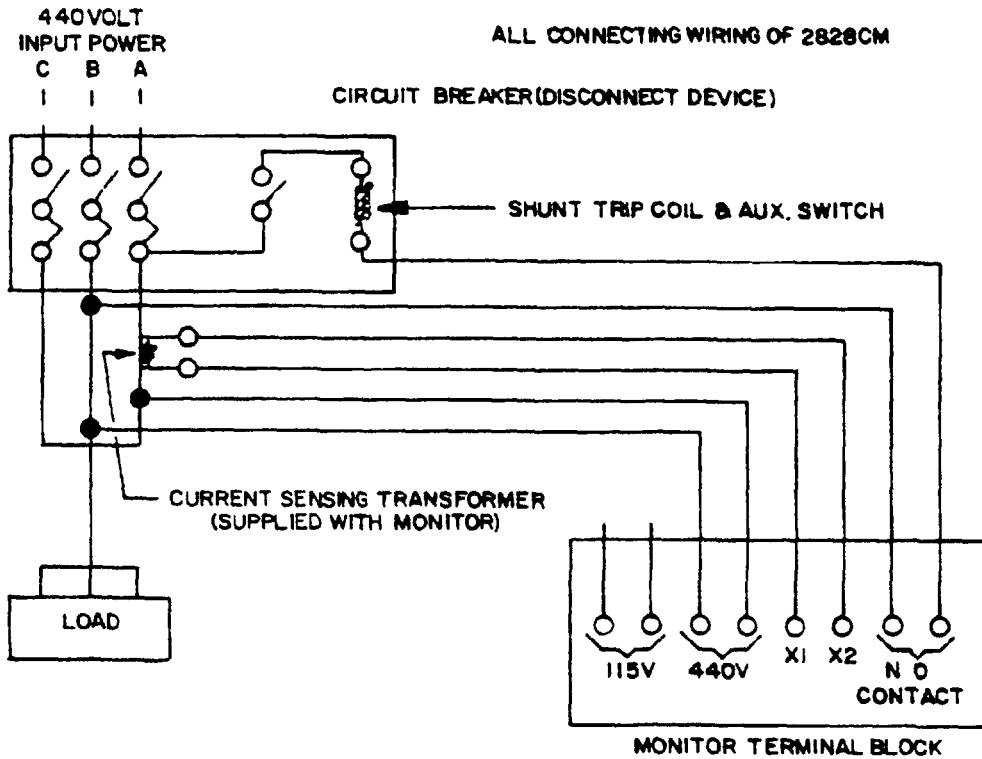 440VOLT
INPUT POWER
C B A
ALL CONNECTING WIRING OF 2828CM
CIRCUIT BREAKER(DISCONNECT DEVICE)
SHUNT TRIP COIL & AUX. SWITCH
CURRENT SENSING TRANSFORMER
(SUPPLIED WITH MONITOR)
LOAD
115V 440V X1 X2 N O
CONTACT
MONITOR TERMINAL BLOCK